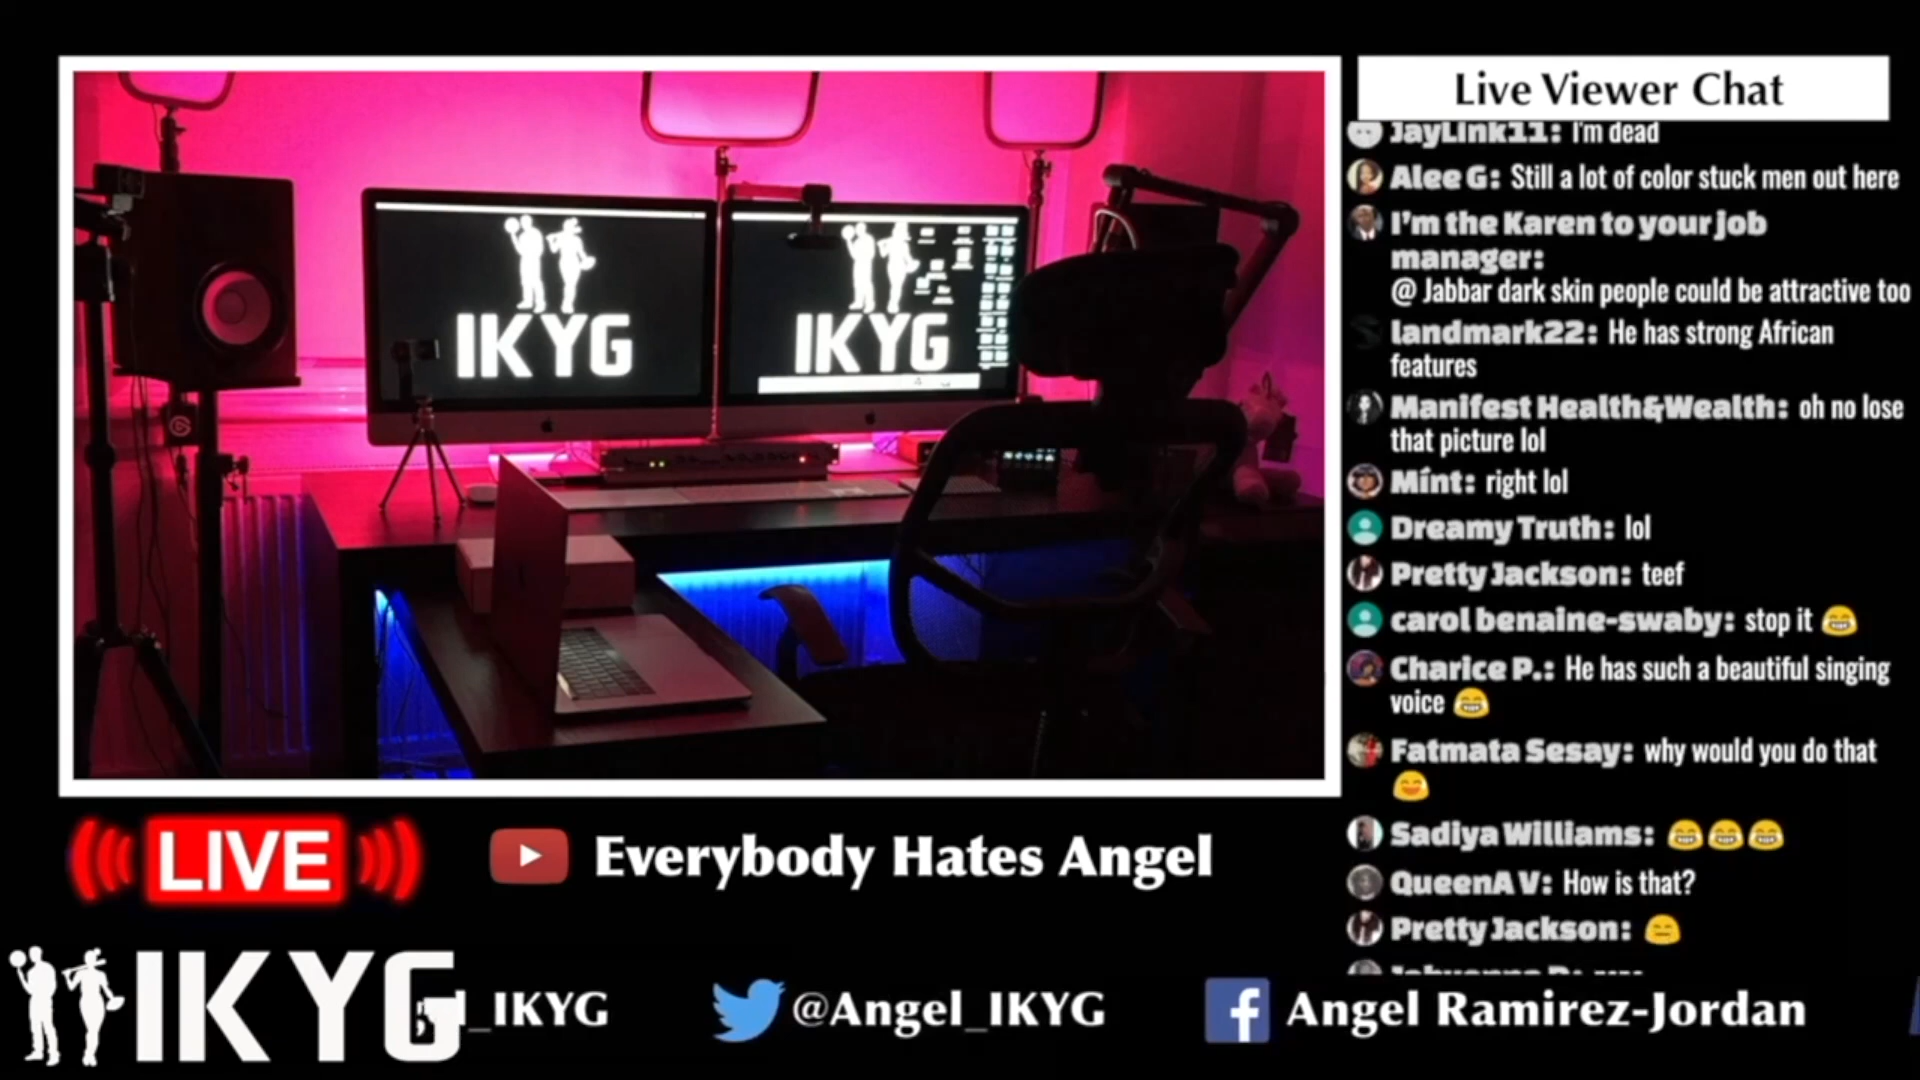 Live Viewer Chat
JayLink11: I'm dead
Alee G: Still a lot of color stuck men out here
I'm the Karen to your job
manager:
@ Jabbar dark skin people could be attractive too
landmark22: He has strong African
features
Manifest Health&Wealth: oh no lose
that picture lol
Mínt: right lol
Dreamy Truth: lol
Pretty Jackson: teef
carol benaine-swaby: stop it 😂
Charice P.: He has such a beautiful singing
voice 😂
Fatmata Sesay: why would you do that
😅
Sadiya Williams: 😂😂😂
QueenA V: How is that?
Pretty Jackson: 😑
IKYG
IKYG
LIVE
Everybody Hates Angel
IKYG
_IKYG
@Angel_IKYG
Angel Ramirez-Jordan